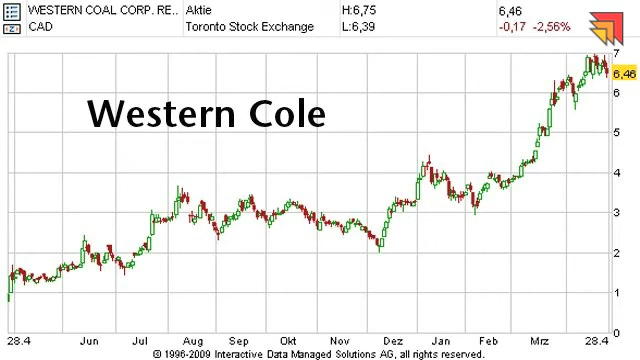 WESTERN COAL CORP. RE... Aktie H:6,75 6,46
CAD Toronto Stock Exchange L:6,39 -0,17 -2,56%
Western Cole
7
6,46
6
5
4
3
2
1
0
28.4 Jun Jul Aug Sep Okt Nov Dez Jan Feb Mrz 28.4
© 1996-2009 Interactive Data Managed Solutions AG, all rights reserved.